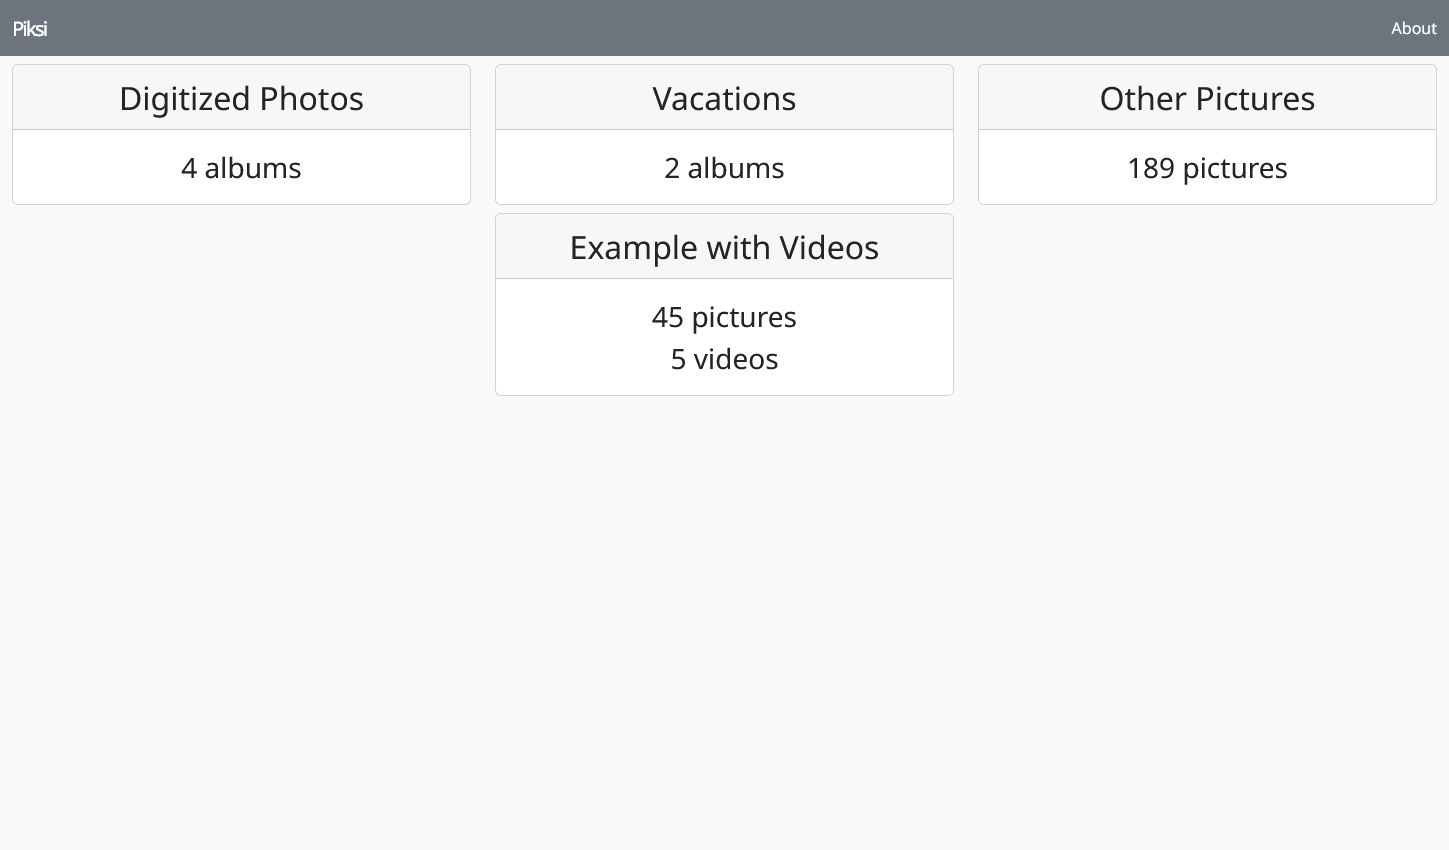 Piksi
About
Digitized Photos
4 albums
Vacations
2 albums
Other Pictures
189 pictures
Example with Videos
45 pictures
5 videos